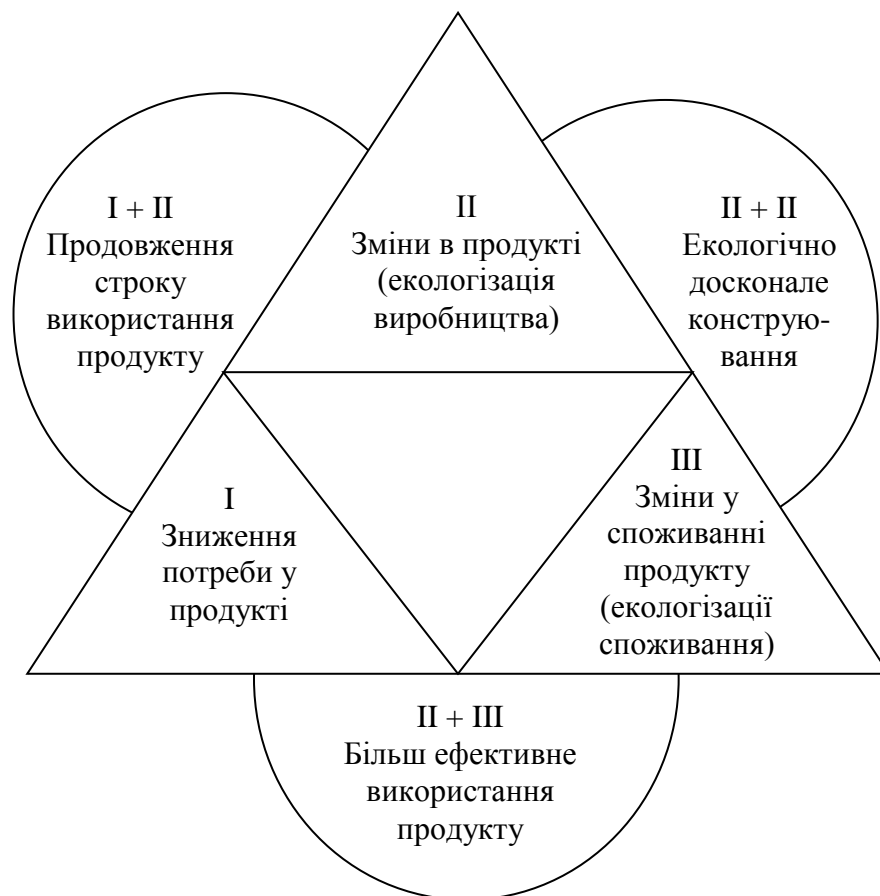 I + II
Продовження
строку
використання
продукту
II
Зміни в продукті
(екологізація
виробництва)
II + II
Екологічно
досконале
конструю-
вання
I
Зниження
потреби у
продукті
III
Зміни у
споживанні
продукту
(екологізації
споживання)
II + III
Більш ефективне
використання
продукту